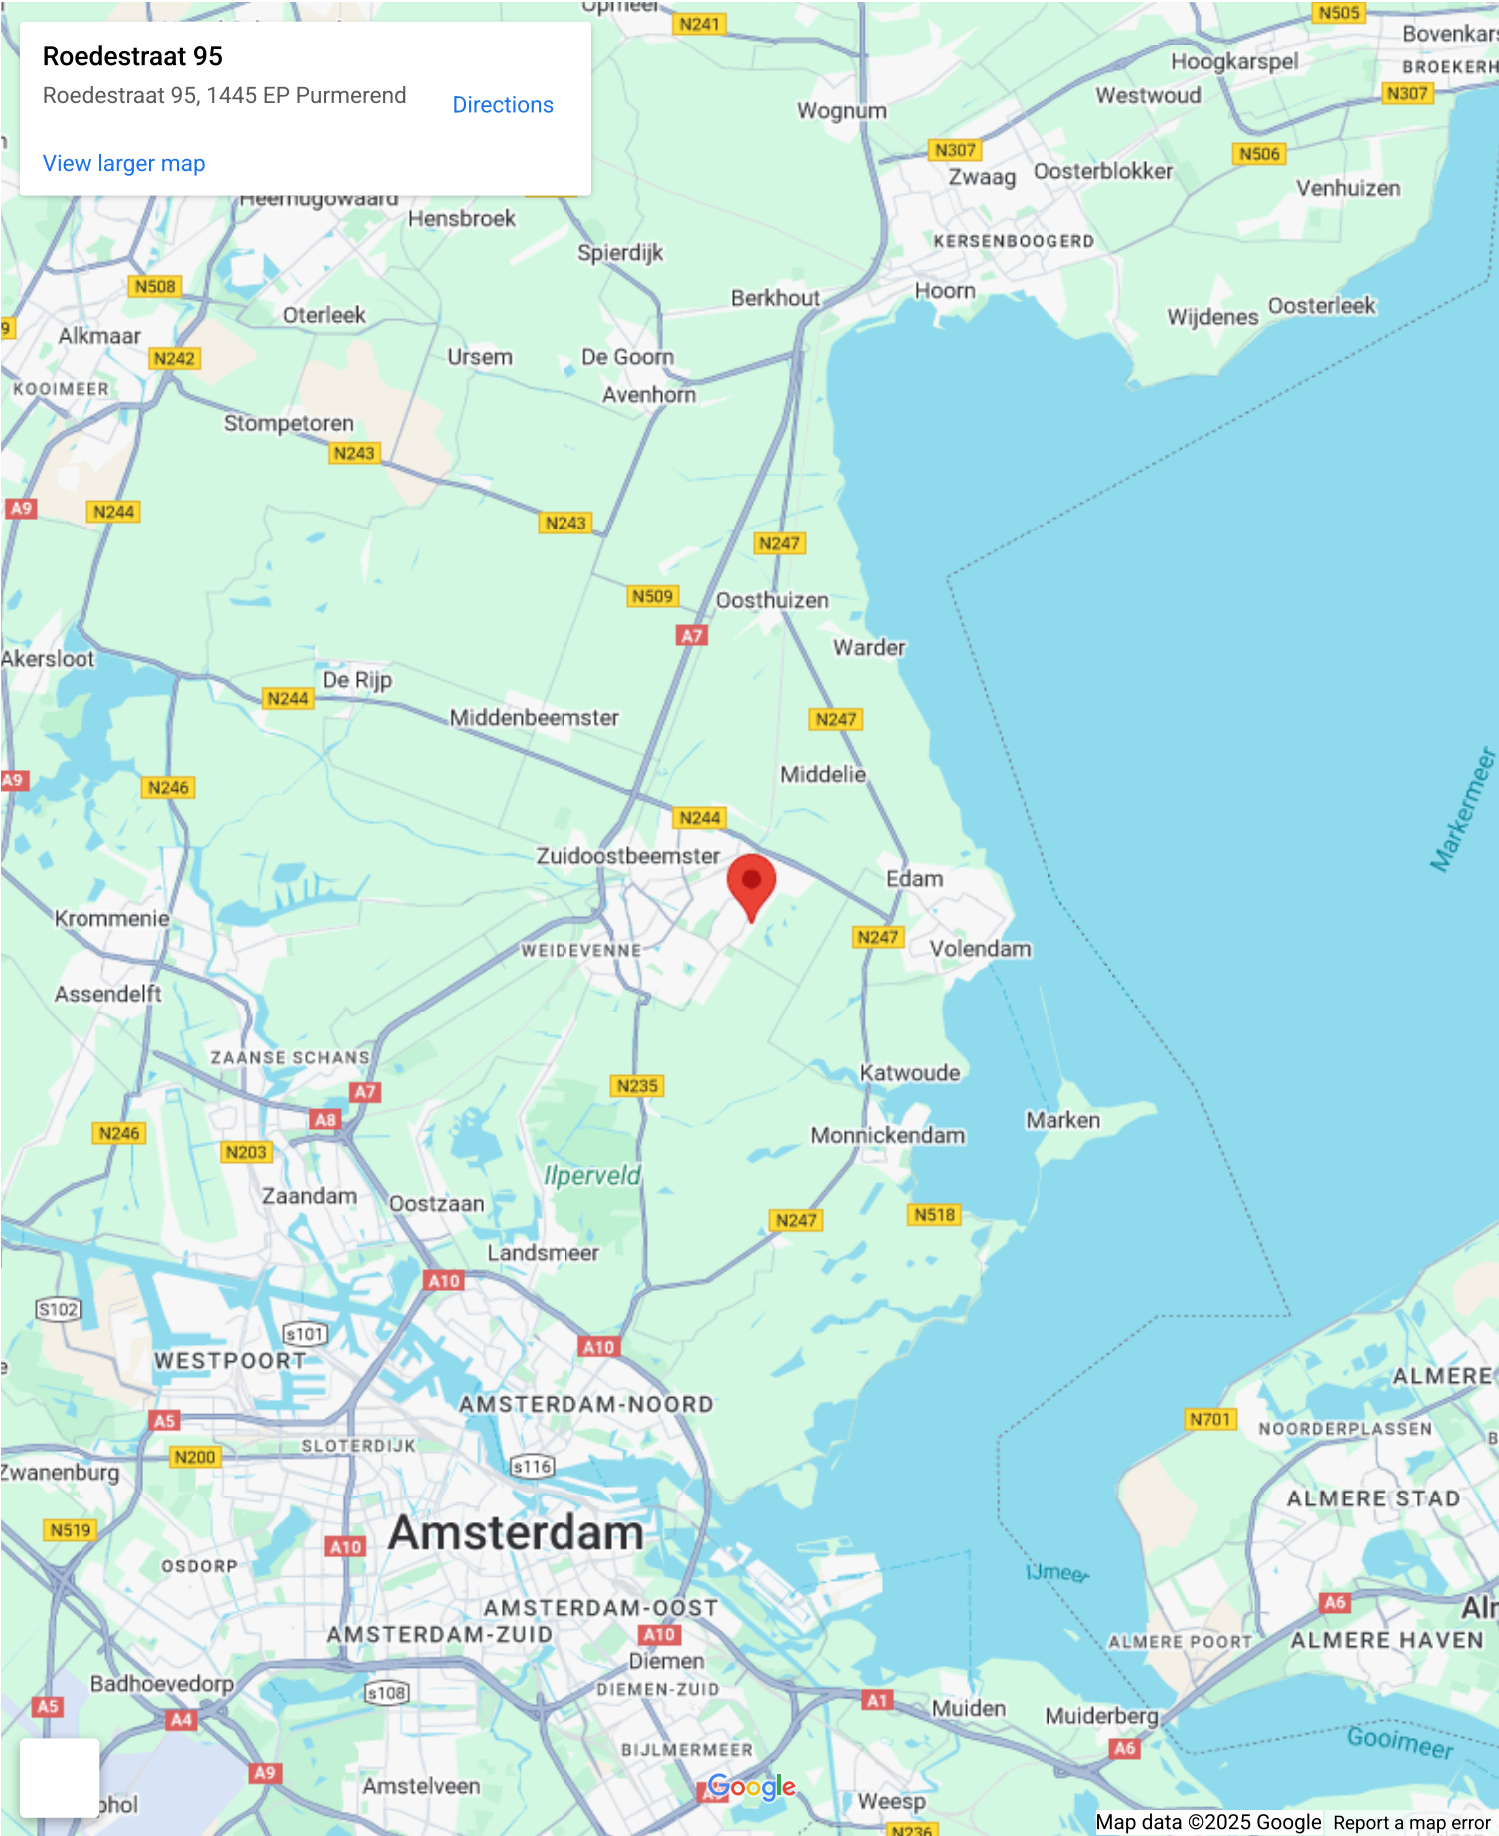 Opmeer
N241
N505
Bovenkars
Hoogkarspel
BROEKERH
Roedestraat 95
Roedestraat 95, 1445 EP Purmerend
Directions
View larger map
Westwoud
N307
Wognum
N307
N506
Zwaag
Oosterblokker
Venhuizen
Heerhugowaard
Hensbroek
Spierdijk
KERSENBOOGERD
N508
Berkhout
Hoorn
Oterleek
Wijdenes
Oosterleek
9
Alkmaar
N242
Ursem
De Goorn
KOOIMEER
Avenhorn
Stompetoren
N243
A9
N244
N243
N247
N509
Oosthuizen
A7
Warder
Akersloot
De Rijp
N244
Middenbeemster
N247
Middelie
A9
N246
Markermeer
N244
Zuidoostbeemster
Edam
Krommenie
N247
WEIDEVENNE
Volendam
Assendelft
ZAANSE SCHANS
Katwoude
A7
N235
A8
Marken
N246
Monnickendam
N203
Ilperveld
Zaandam
Oostzaan
N247
N518
Landsmeer
A10
S102
s101
A10
WESTPOORT
ALMERE
AMSTERDAM-NOORD
A5
N701
NOORDERPLASSEN
B
SLOTERDIJK
N200
s116
Zwanenburg
ALMERE STAD
N519
Amsterdam
A10
OSDORP
IJmeer
A6
AMSTERDAM-OOST
Alm
AMSTERDAM-ZUID
A10
ALMERE POORT
ALMERE HAVEN
Diemen
Badhoevedorp
s108
DIEMEN-ZUID
A5
A1
Muiden
Muiderberg
A4
Gooimeer
BIJLMERMEER
A6
A9
Amstelveen
Google
phol
Weesp
N236
Map data ©2025 Google
Report a map error